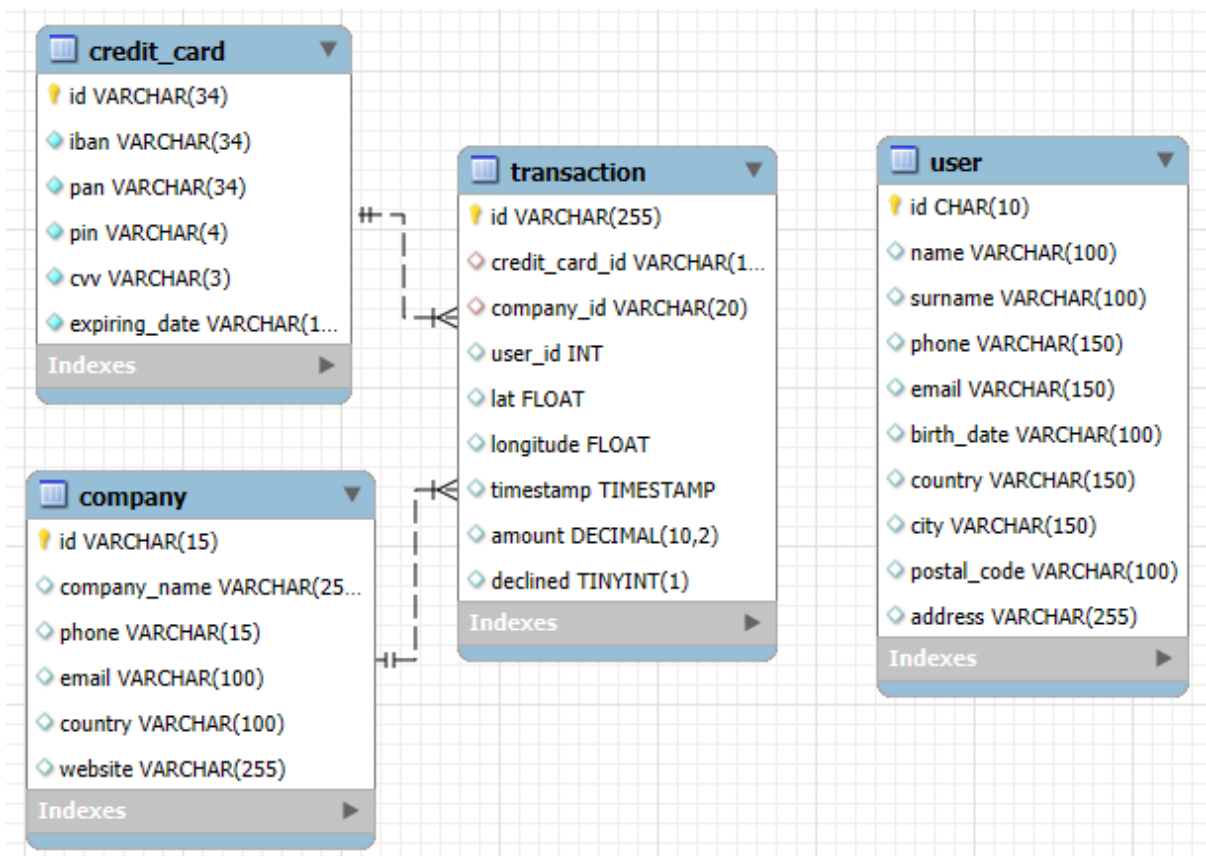 credit_card
id VARCHAR(34)
iban VARCHAR(34)
pan VARCHAR(34)
pin VARCHAR(4)
cvv VARCHAR(3)
expiring_date VARCHAR(1...
Indexes
company
id VARCHAR(15)
company_name VARCHAR(25...
phone VARCHAR(15)
email VARCHAR(100)
country VARCHAR(100)
website VARCHAR(255)
Indexes
transaction
id VARCHAR(255)
credit_card_id VARCHAR(1...
company_id VARCHAR(20)
user_id INT
lat FLOAT
longitude FLOAT
timestamp TIMESTAMP
amount DECIMAL(10,2)
declined TINYINT(1)
Indexes
user
id CHAR(10)
name VARCHAR(100)
surname VARCHAR(100)
phone VARCHAR(150)
email VARCHAR(150)
birth_date VARCHAR(100)
country VARCHAR(150)
city VARCHAR(150)
postal_code VARCHAR(100)
address VARCHAR(255)
Indexes